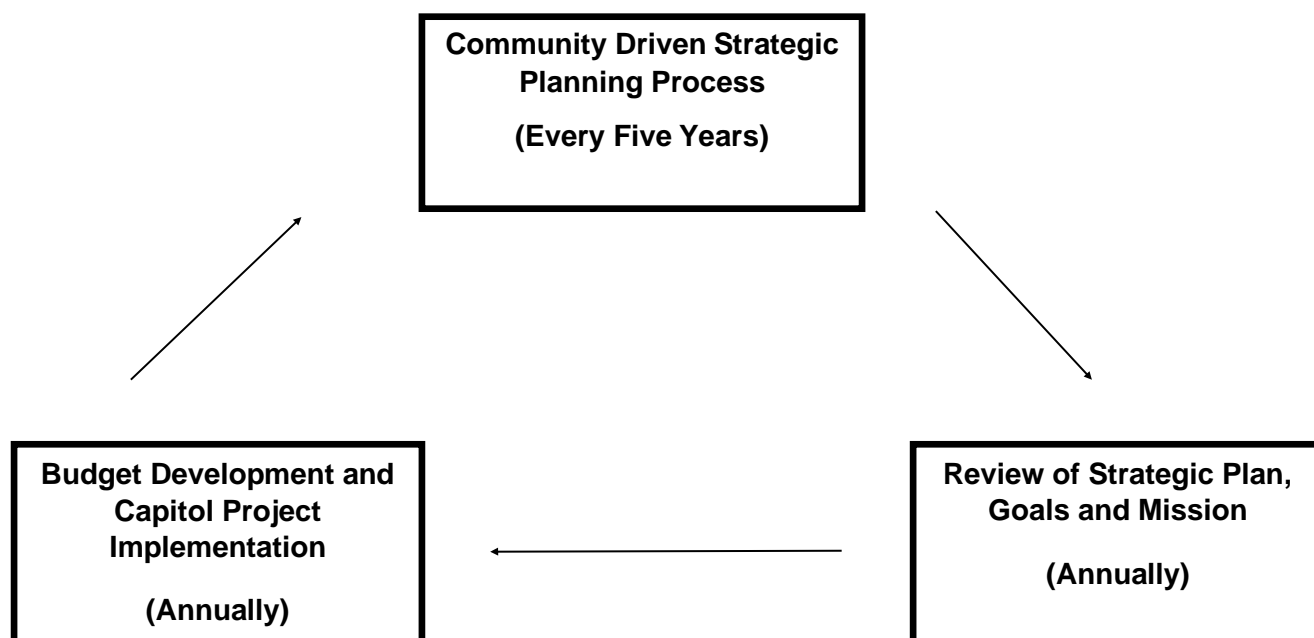 Community Driven Strategic
Planning Process
(Every Five Years)
Budget Development and
Capitol Project
Implementation
(Annually)
Review of Strategic Plan,
Goals and Mission
(Annually)